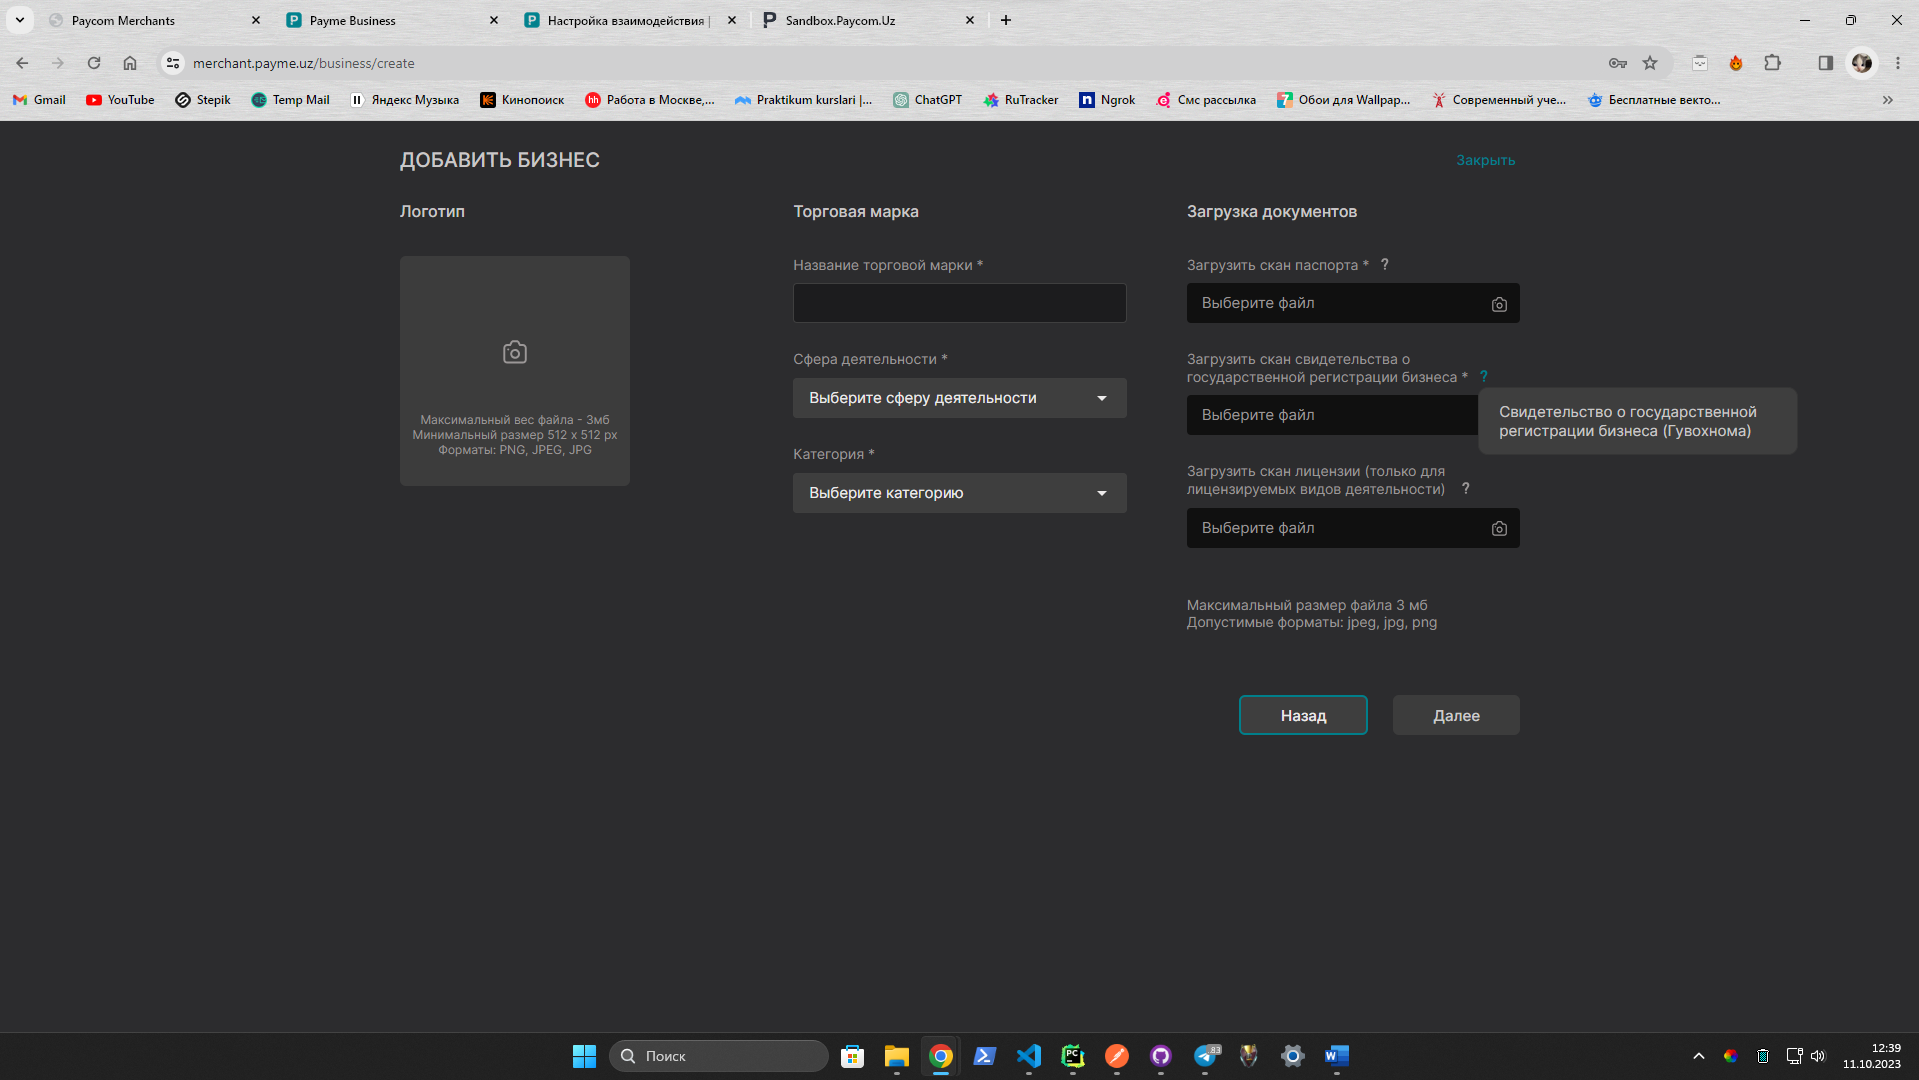 Paycom Merchants
Payme Business
Настройка взаимодействия |
Sandbox.Paycom.Uz
merchant.payme.uz/business/create
Gmail
YouTube
Stepik
Temp Mail
Яндекс Музыка
Кинопоиск
Работа в Москве,...
Praktikum kurslari |...
ChatGPT
RuTracker
Ngrok
Смс рассылка
Обои для Wallpap...
Современный уче...
Бесплатные векто...
ДОБАВИТЬ БИЗНЕС
Закрыть
Логотип
Максимальный вес файла - 3мб
Минимальный размер 512 x 512 px
Форматы: PNG, JPEG, JPG
Торговая марка
Название торговой марки *
Сфера деятельности *
Выберите сферу деятельности
Категория *
Выберите категорию
Загрузка документов
Загрузить скан паспорта * ?
Выберите файл
Загрузить скан свидетельства о
государственной регистрации бизнеса * ?
Выберите файл
Свидетельство о государственной
регистрации бизнеса (Гувохнома)
Загрузить скан лицензии (только для
лицензируемых видов деятельности) ?
Выберите файл
Максимальный размер файла 3 мб
Допустимые форматы: jpeg, jpg, png
Назад
Далее
Поиск
83
12:39
11.10.2023